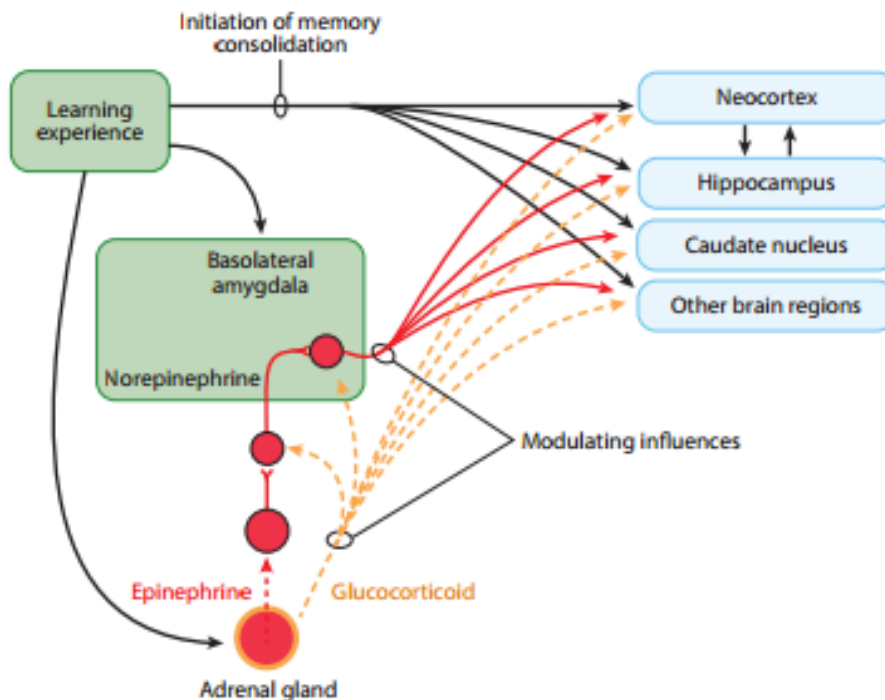 Initiation of memory
consolidation
Learning
experience
Neocortex
Hippocampus
Caudate nucleus
Other brain regions
Basolateral
amygdala
Norepinephrine
Modulating influences
Epinephrine
Glucocorticoid
Adrenal gland